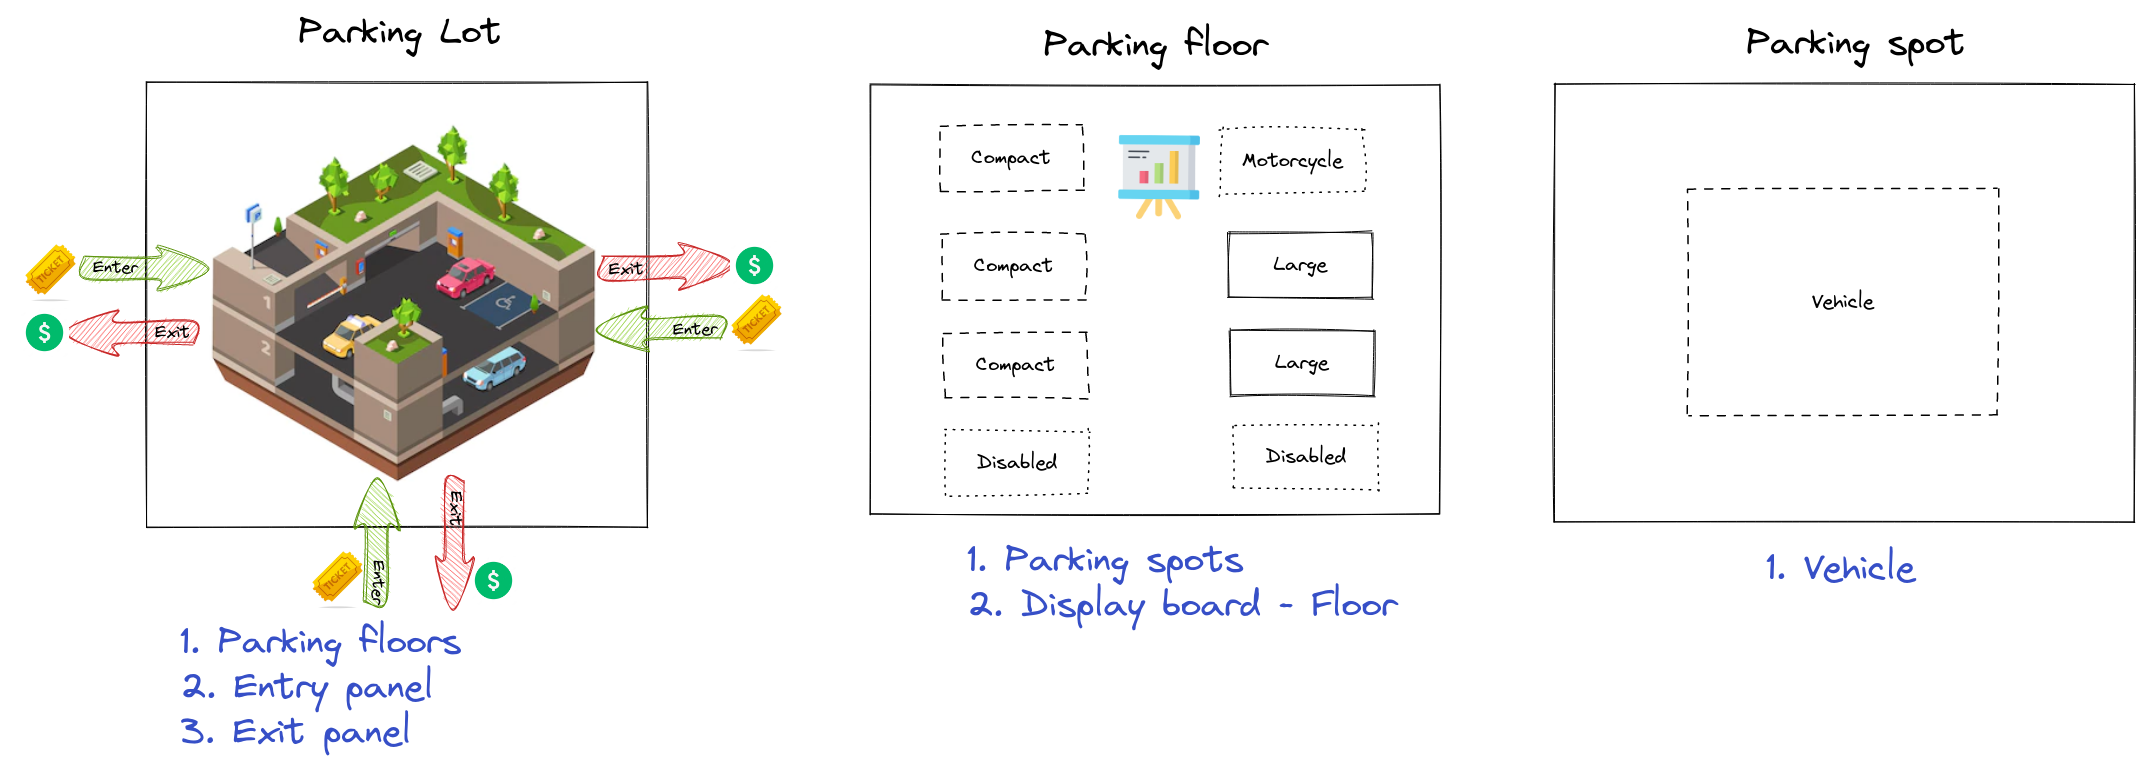 Parking Lot
TICKET
Enter
$
Exit
1
2
Exit
$
Enter
TICKET
TICKET
Enter
Exit
$
1. Parking floors
2. Entry panel
3. Exit panel
Parking floor
Compact
Motorcycle
Compact
Large
Compact
Large
Disabled
Disabled
1. Parking spots
2. Display board - Floor
Parking spot
Vehicle
1. Vehicle